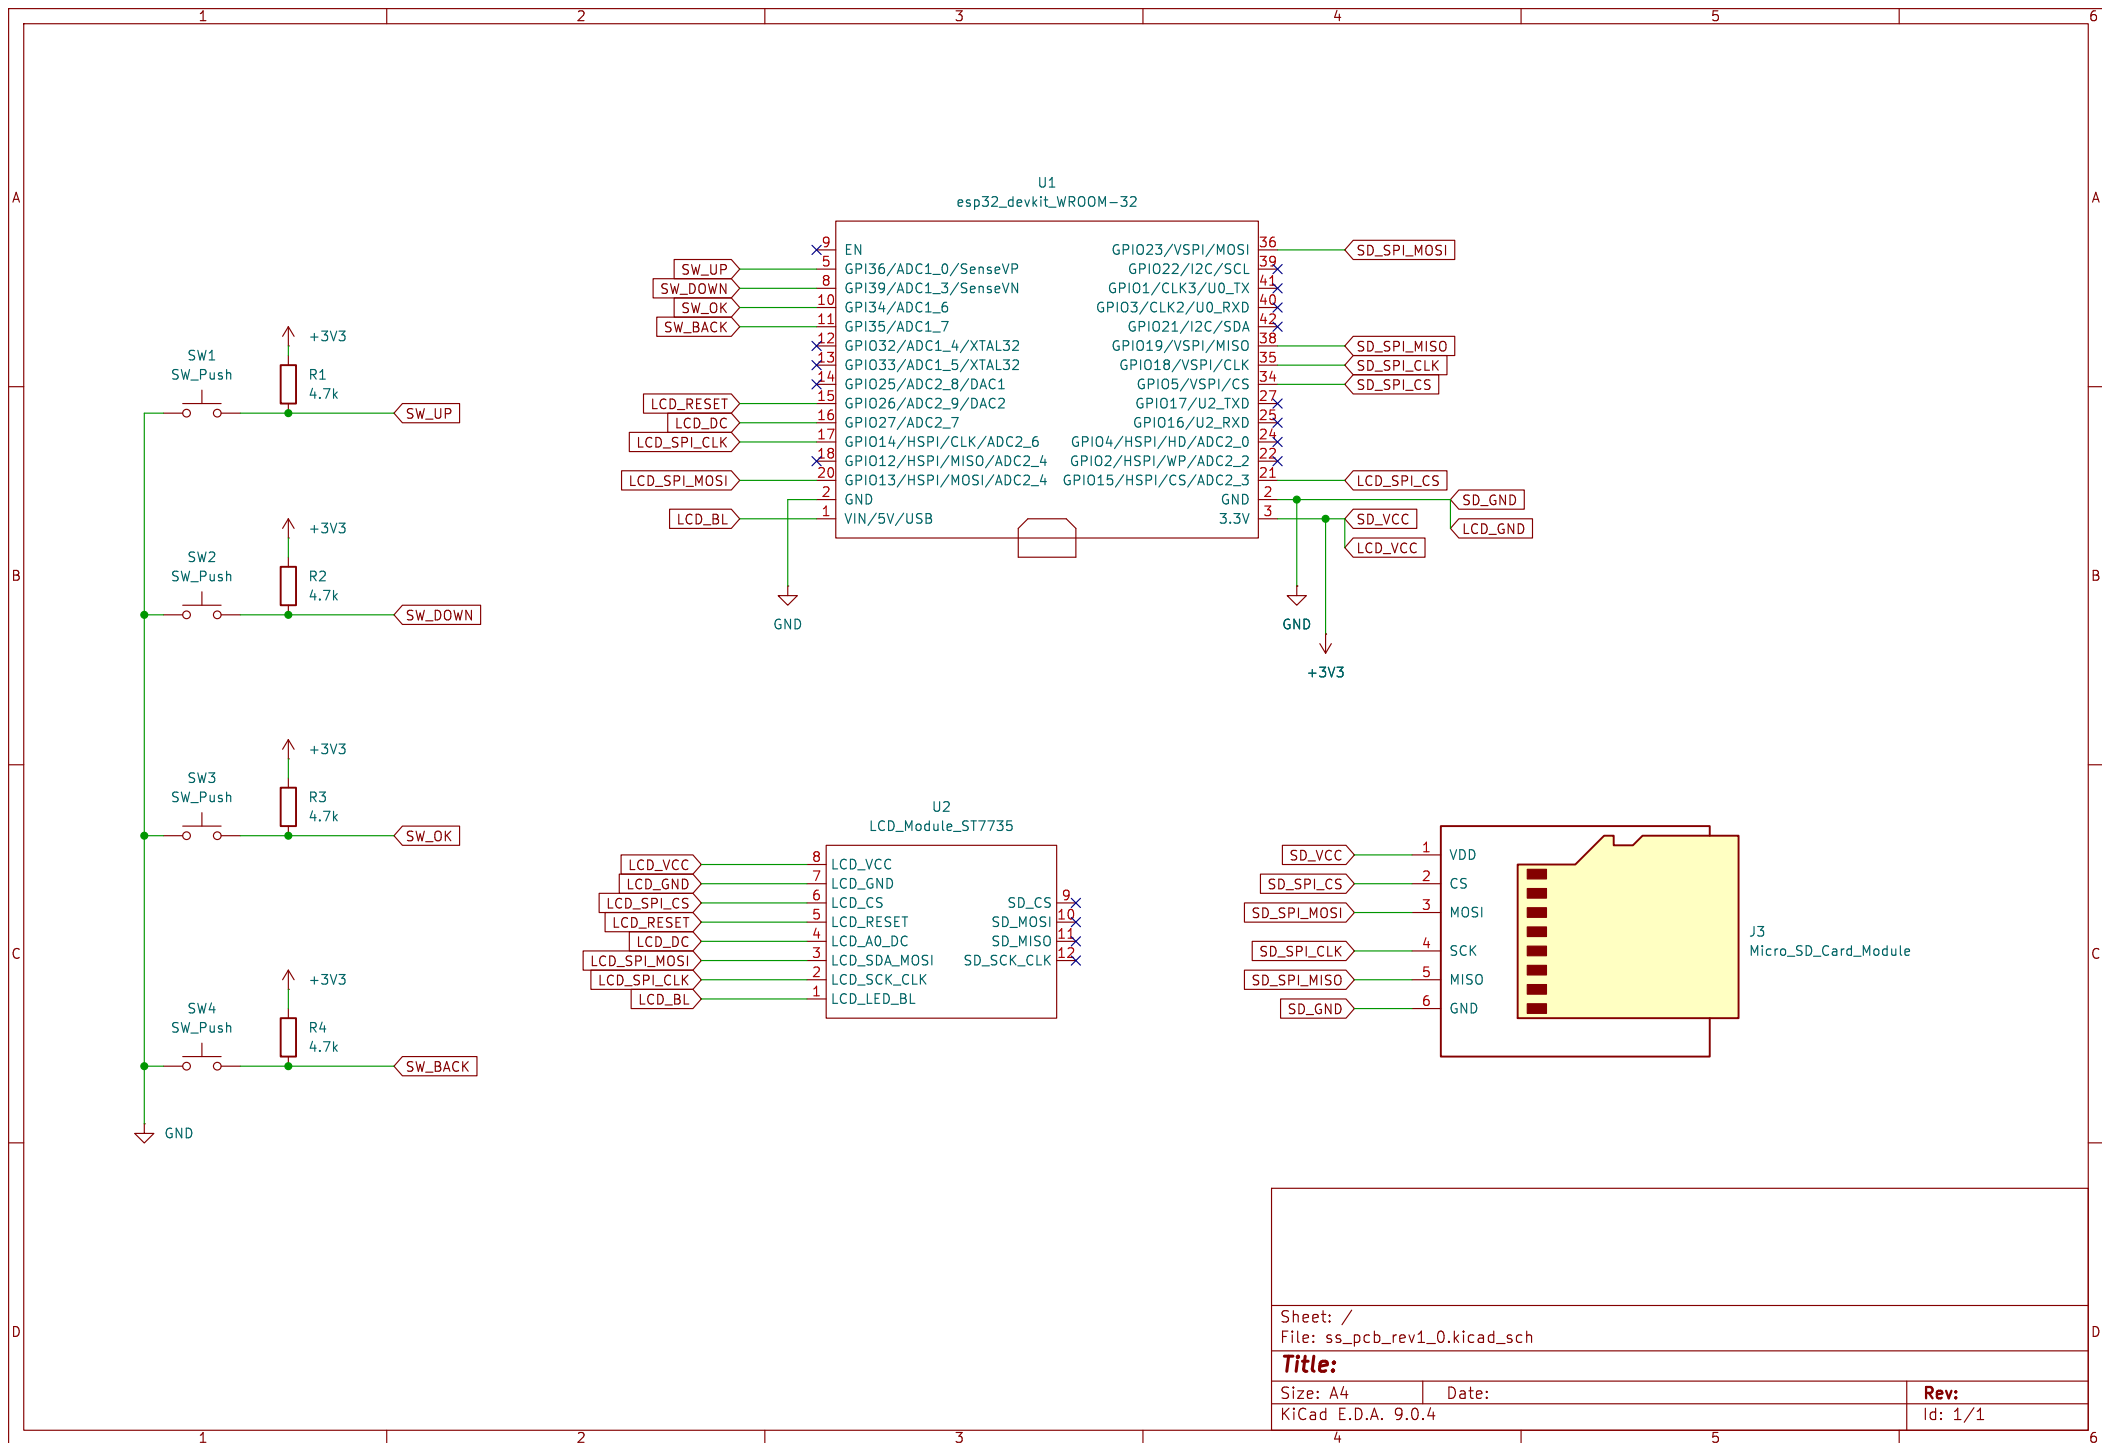 1 2 3 4 5 6
A
B
C
D
A
B
C
D
1 2 3 4 5 6
SW1
SW_Push
+3V3
R1
4.7k
SW_UP
SW2
SW_Push
+3V3
R2
4.7k
SW_DOWN
SW3
SW_Push
+3V3
R3
4.7k
SW_OK
SW4
SW_Push
+3V3
R4
4.7k
SW_BACK
GND
U1
esp32_devkit_WROOM-32
9 EN
SW_UP 5 GPI36/ADC1_0/SenseVP
SW_DOWN 8 GPI39/ADC1_3/SenseVN
SW_OK 10 GPI34/ADC1_6
SW_BACK 11 GPI35/ADC1_7
12 GPIO32/ADC1_4/XTAL32
13 GPIO33/ADC1_5/XTAL32
14 GPIO25/ADC2_8/DAC1
LCD_RESET 15 GPIO26/ADC2_9/DAC2
LCD_DC 16 GPIO27/ADC2_7
LCD_SPI_CLK 17 GPIO14/HSPI/CLK/ADC2_6
18 GPIO12/HSPI/MISO/ADC2_4
LCD_SPI_MOSI 20 GPIO13/HSPI/MOSI/ADC2_4
2 GND
LCD_BL 1 VIN/5V/USB
GPIO23/VSPI/MOSI 36 SD_SPI_MOSI
GPIO22/I2C/SCL 39
GPIO1/CLK3/U0_TX 41
GPIO3/CLK2/U0_RXD 40
GPIO21/I2C/SDA 42
GPIO19/VSPI/MISO 38 SD_SPI_MISO
GPIO18/VSPI/CLK 35 SD_SPI_CLK
GPIO5/VSPI/CS 34 SD_SPI_CS
GPIO17/U2_TXD 27
GPIO16/U2_RXD 25
GPIO4/HSPI/HD/ADC2_0 24
GPIO2/HSPI/WP/ADC2_2 22
GPIO15/HSPI/CS/ADC2_3 21 LCD_SPI_CS
GND 2 SD_GND
3.3V 3 SD_VCC
LCD_GND
LCD_VCC
GND
GND
+3V3
U2
LCD_Module_ST7735
LCD_VCC 8 LCD_VCC
LCD_GND 7 LCD_GND
LCD_SPI_CS 6 LCD_CS
LCD_RESET 5 LCD_RESET
LCD_DC 4 LCD_A0_DC
LCD_SPI_MOSI 3 LCD_SDA_MOSI
LCD_SPI_CLK 2 LCD_SCK_CLK
LCD_BL 1 LCD_LED_BL
SD_CS 9
SD_MOSI 10
SD_MISO 11
SD_SCK_CLK 12
SD_VCC 1 VDD
SD_SPI_CS 2 CS
SD_SPI_MOSI 3 MOSI
SD_SPI_CLK 4 SCK
SD_SPI_MISO 5 MISO
SD_GND 6 GND
J3
Micro_SD_Card_Module
Sheet: /
File: ss_pcb_rev1_0.kicad_sch
Title:
Size: A4 Date: Rev:
KiCad E.D.A. 9.0.4 Id: 1/1